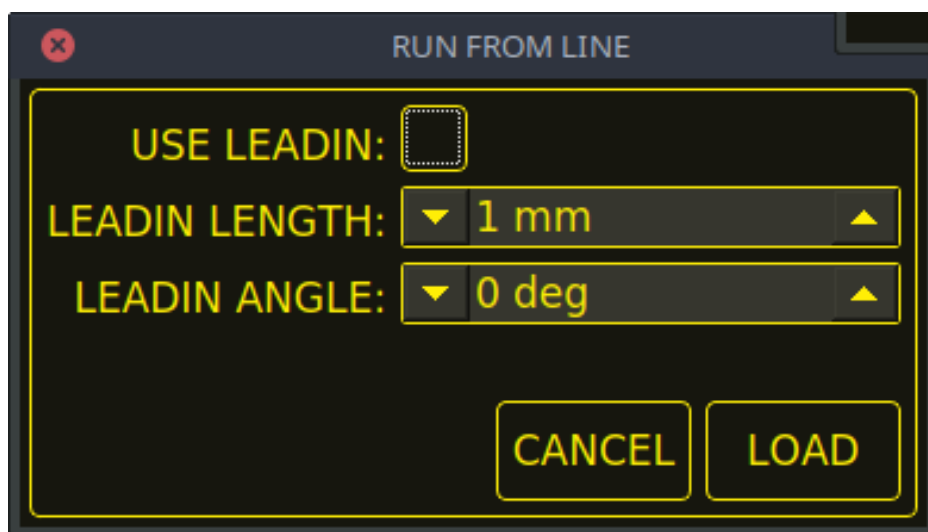 RUN FROM LINE
USE LEADIN:
LEADIN LENGTH: 1 mm
LEADIN ANGLE: 0 deg
CANCEL LOAD